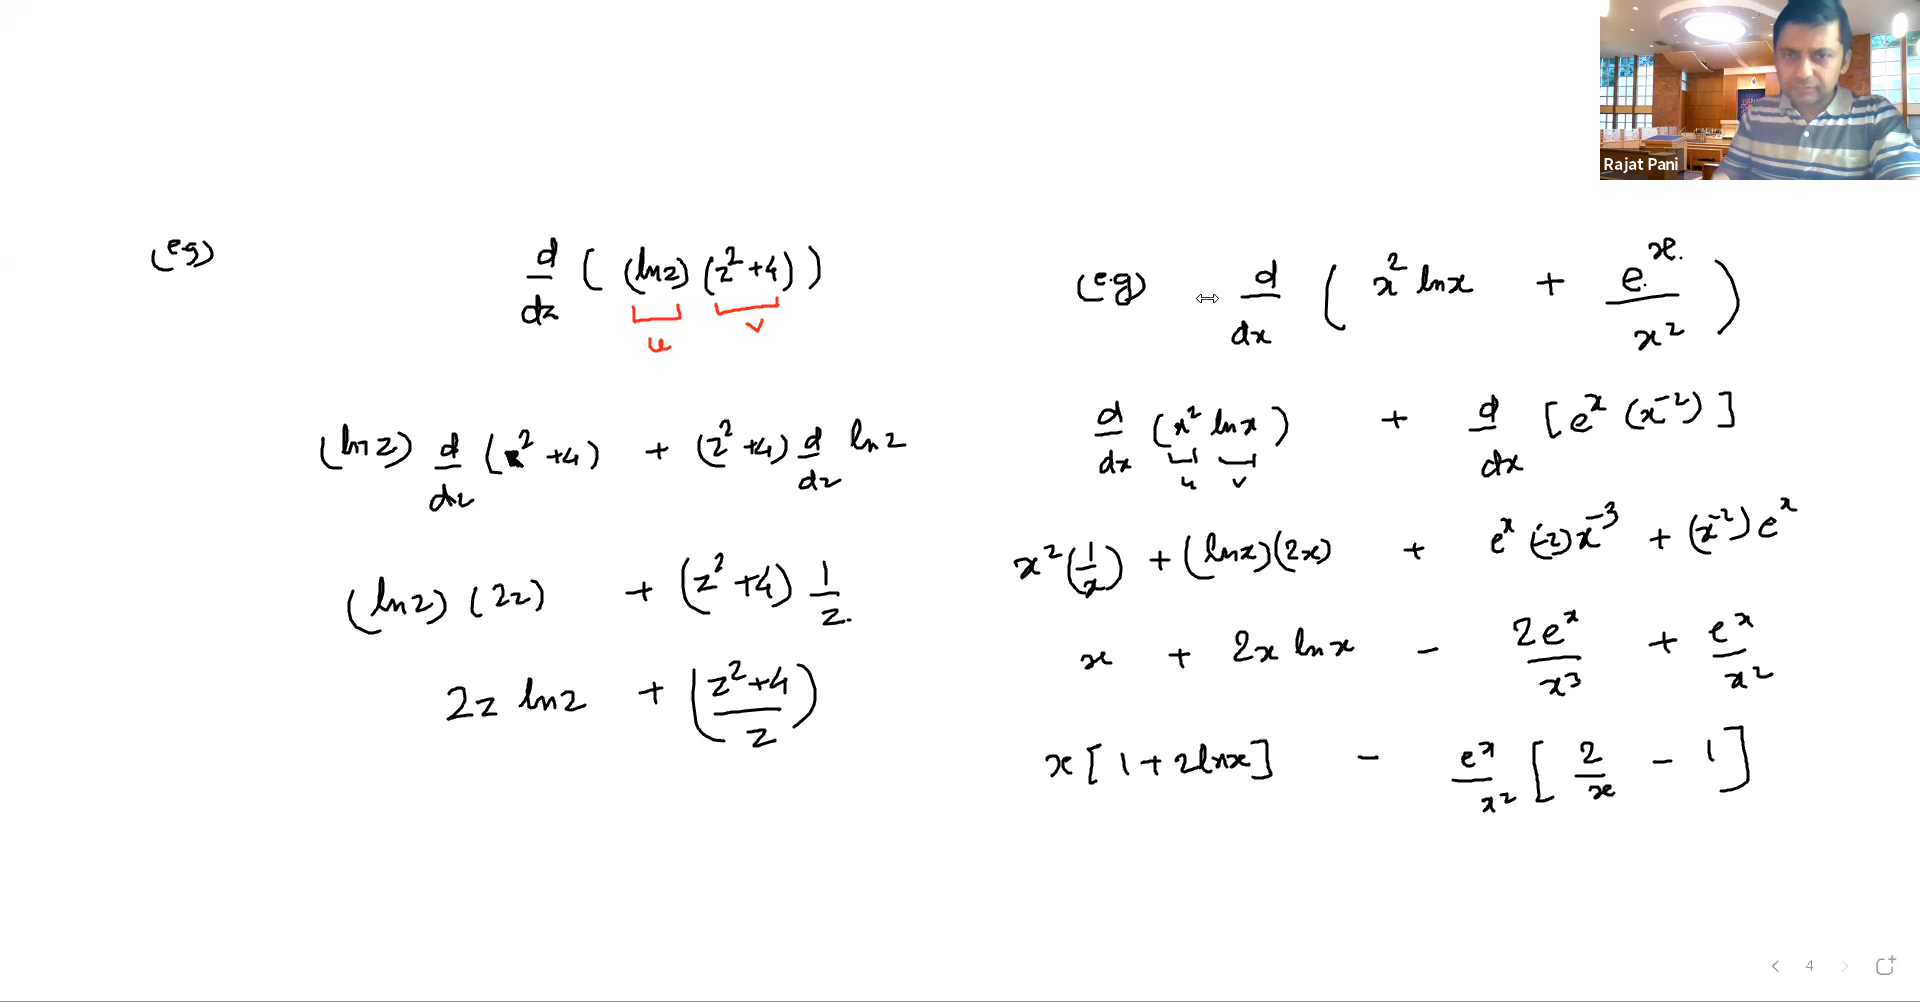 Rajat Pani
(e.g) d/dz ( (ln z) (z² + 4) )
u v
(ln z) d/dz (z² + 4) + (z² + 4) d/dz ln z
(ln z) (2z) + (z² + 4) 1/z.
2z ln z + ((z² + 4)/z)
(e.g) d/dx ( x² ln x + eˣ/x² )
d/dx (x² ln x) + d/dx [eˣ (x⁻²)]
u v
x² (1/x) + (ln x)(2x) + eˣ (-2)x⁻³ + (x⁻²) eˣ
x + 2x ln x - 2eˣ/x³ + eˣ/x²
x [1 + 2 ln x] - eˣ/x² [2/x - 1]
4